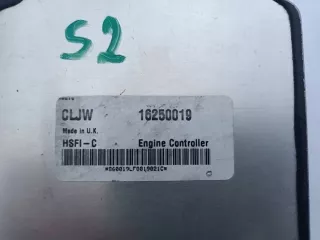 S2
CLJW 16250019
Made in U.K.
HSFI-C Engine Controller